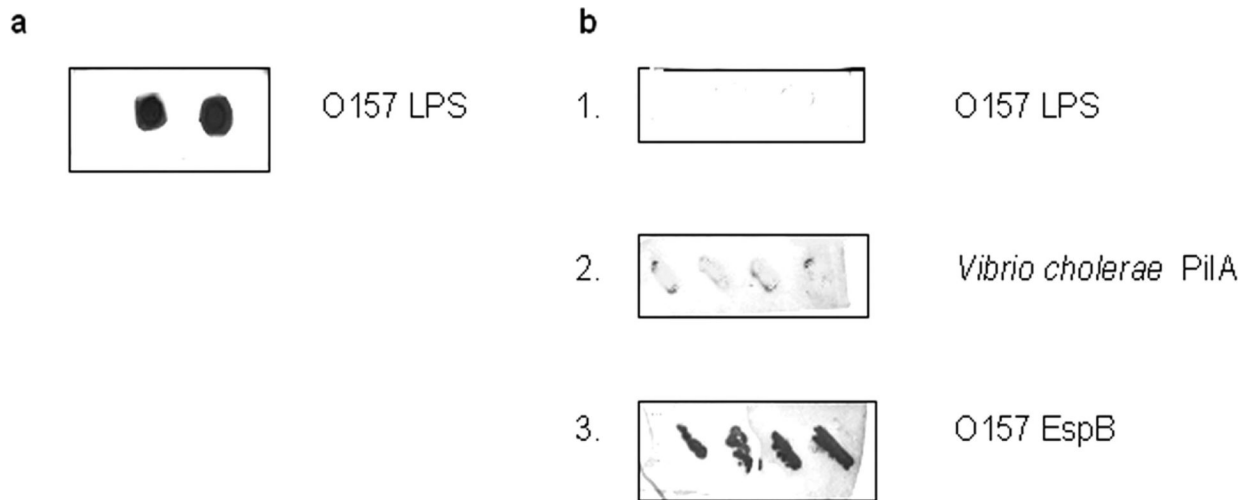 a
O157 LPS
b
1. O157 LPS
2. Vibrio cholerae PilA
3. O157 EspB